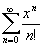 ∑_{n=0}^{∞} x^n / n!